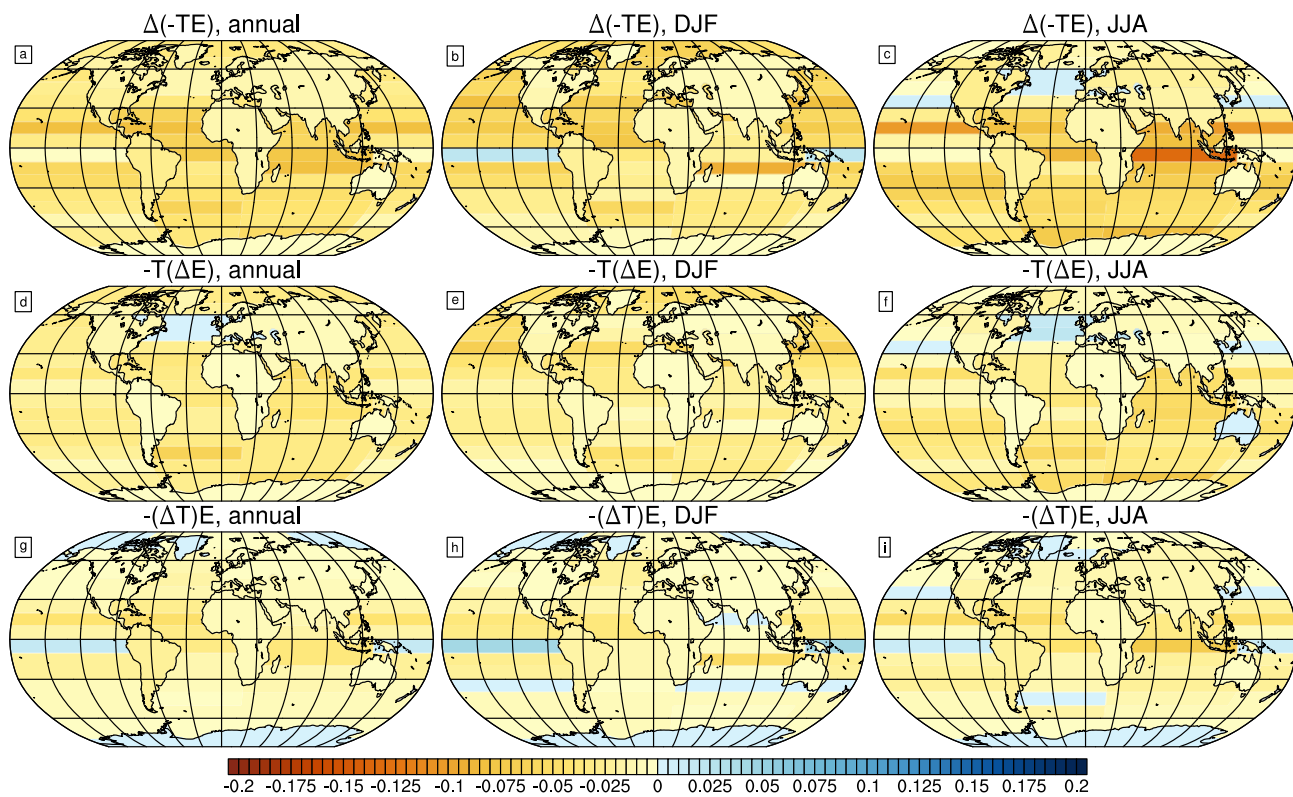 Δ(-TE), annual
Δ(-TE), DJF
Δ(-TE), JJA
a
b
c
-T(ΔE), annual
-T(ΔE), DJF
-T(ΔE), JJA
d
e
f
-(ΔT)E, annual
-(ΔT)E, DJF
-(ΔT)E, JJA
g
h
i
-0.2 -0.175 -0.15 -0.125 -0.1 -0.075 -0.05 -0.025 0 0.025 0.05 0.075 0.1 0.125 0.15 0.175 0.2